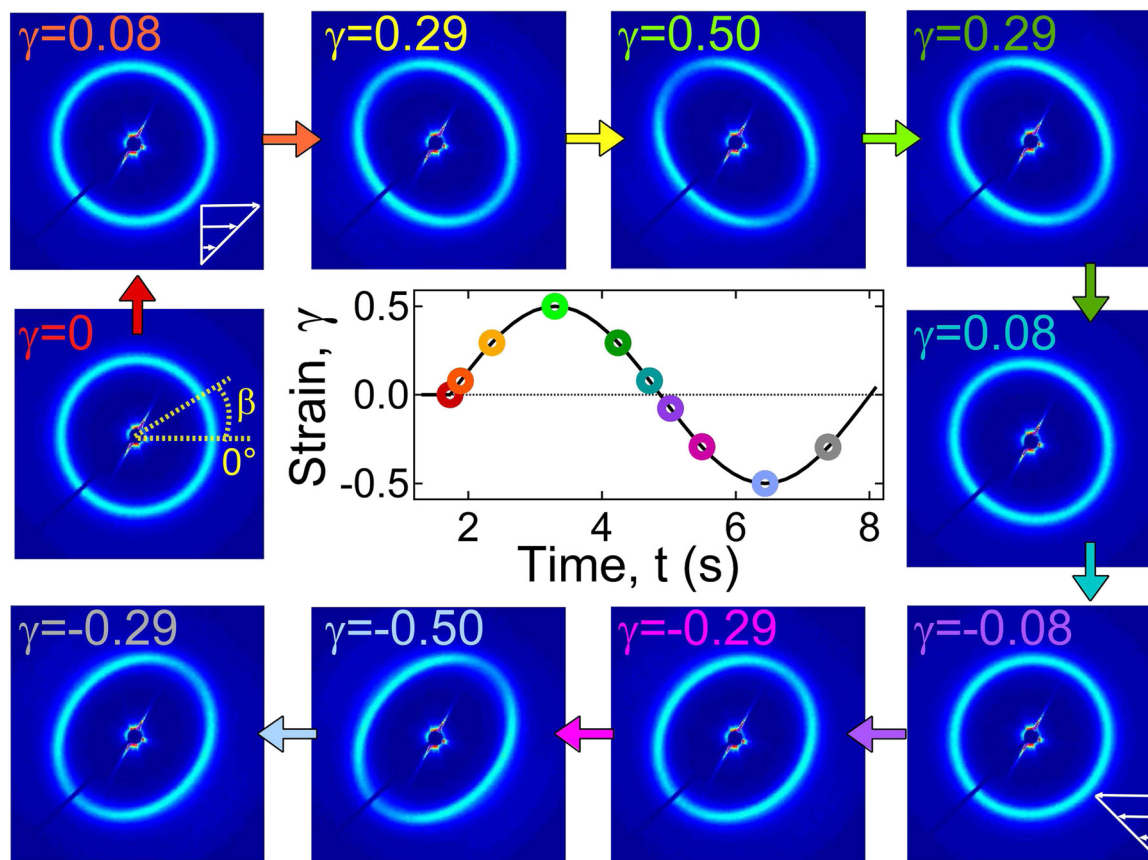 γ=0.08
γ=0.29
γ=0.50
γ=0.29
γ=0
β
0°
Strain, γ
0.5
0.0
-0.5
2
4
6
8
Time, t (s)
γ=0.08
γ=-0.29
γ=-0.50
γ=-0.29
γ=-0.08